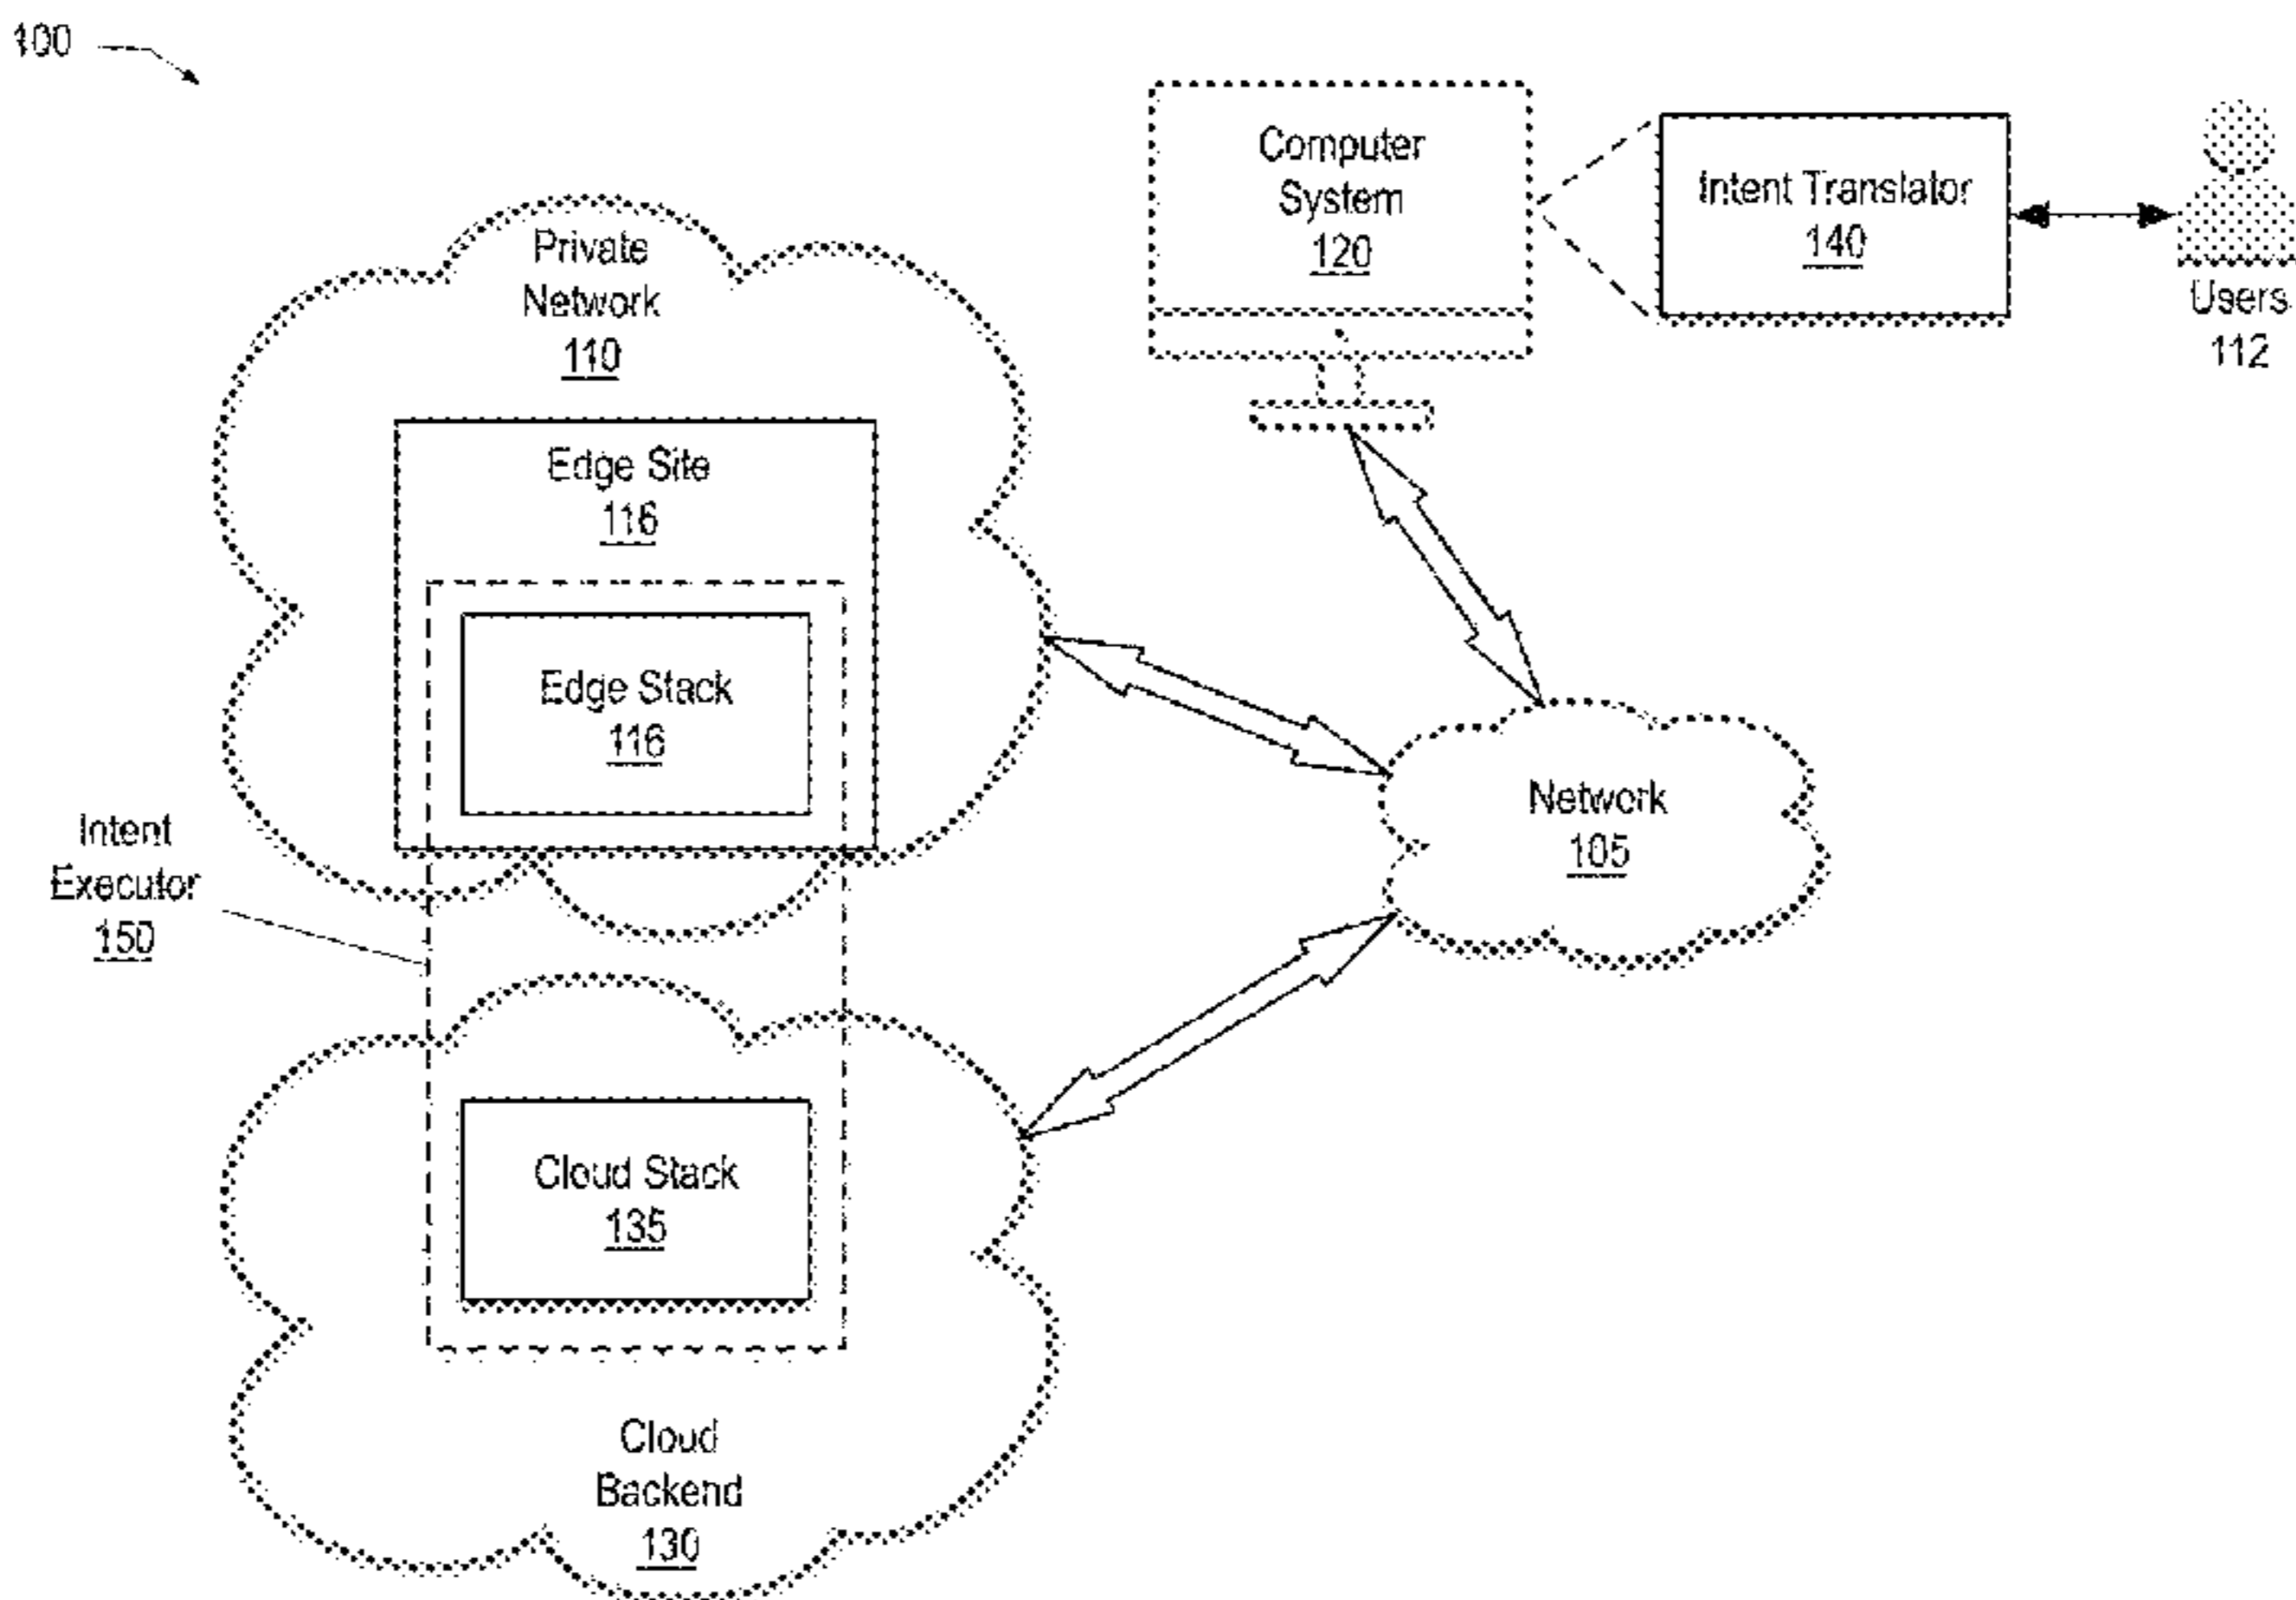 100
Computer
System
120
Intent Translator
140
Users
112
Private
Network
110
Edge Site
116
Edge Stack
116
Network
105
Intent
Executor
150
Cloud Stack
135
Cloud
Backend
130